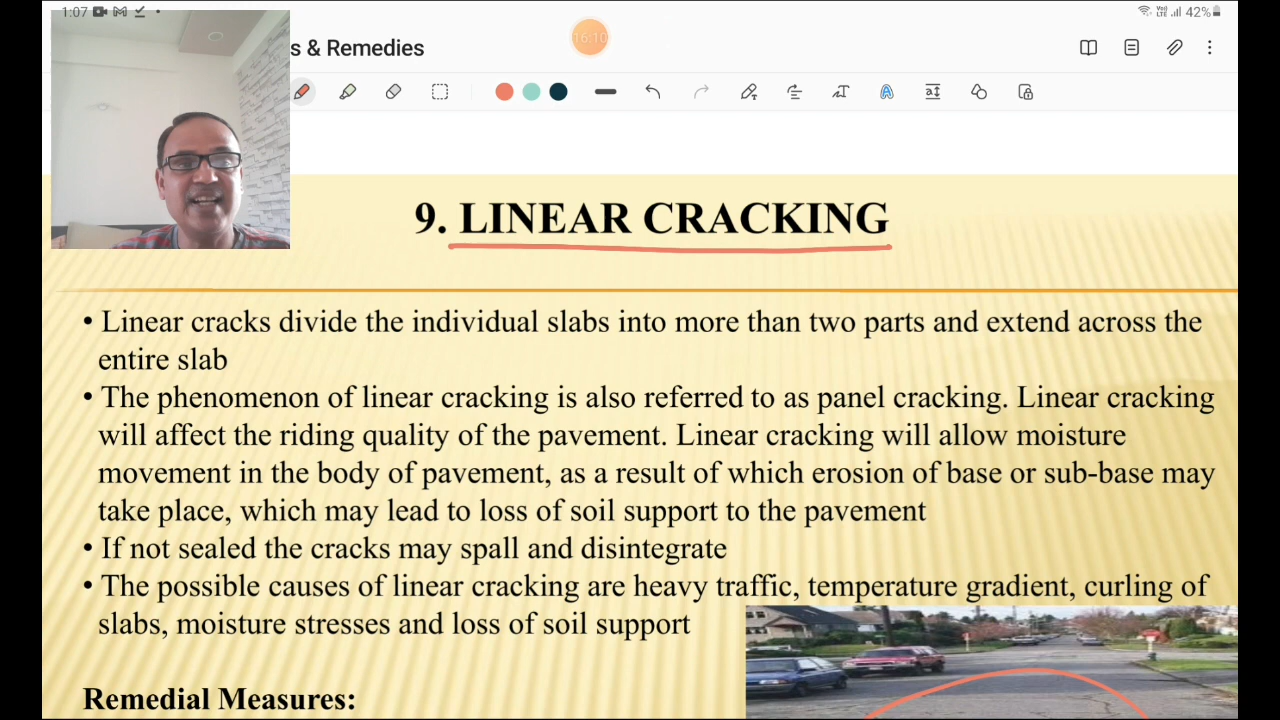 1:07
Vo) LTE 42%
16:10
s & Remedies
9. LINEAR CRACKING
• Linear cracks divide the individual slabs into more than two parts and extend across the
entire slab
• The phenomenon of linear cracking is also referred to as panel cracking. Linear cracking
will affect the riding quality of the pavement. Linear cracking will allow moisture
movement in the body of pavement, as a result of which erosion of base or sub-base may
take place, which may lead to loss of soil support to the pavement
• If not sealed the cracks may spall and disintegrate
• The possible causes of linear cracking are heavy traffic, temperature gradient, curling of
slabs, moisture stresses and loss of soil support
Remedial Measures: